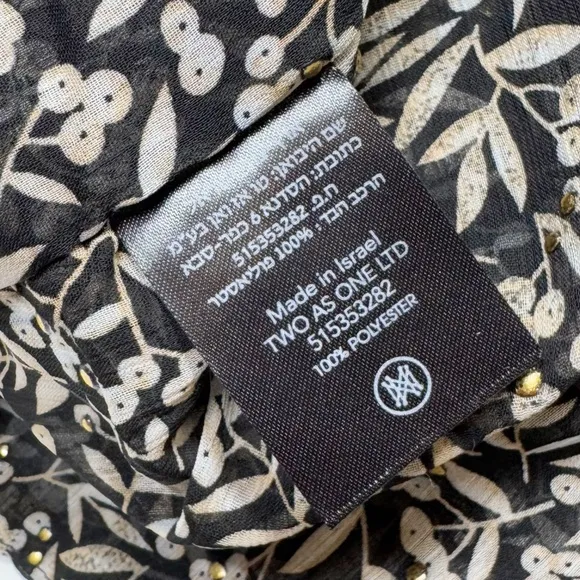 שם היבואן: טו אז ואן בע"מ
כתובת: הסדנא 6 כפר-סבא
ח.פ. 515353282
הרכב הבד: 100% פוליאסטר
Made in Israel
TWO AS ONE LTD
515353282
100% POLYESTER